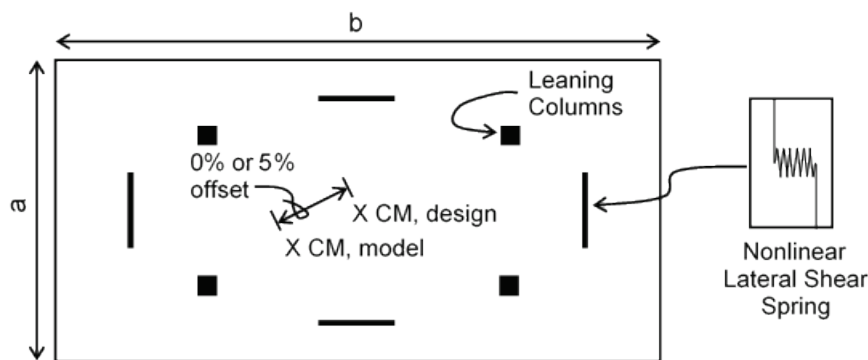 b
Leaning
Columns
0% or 5%
offset
a
X CM, design
X CM, model
Nonlinear
Lateral Shear
Spring